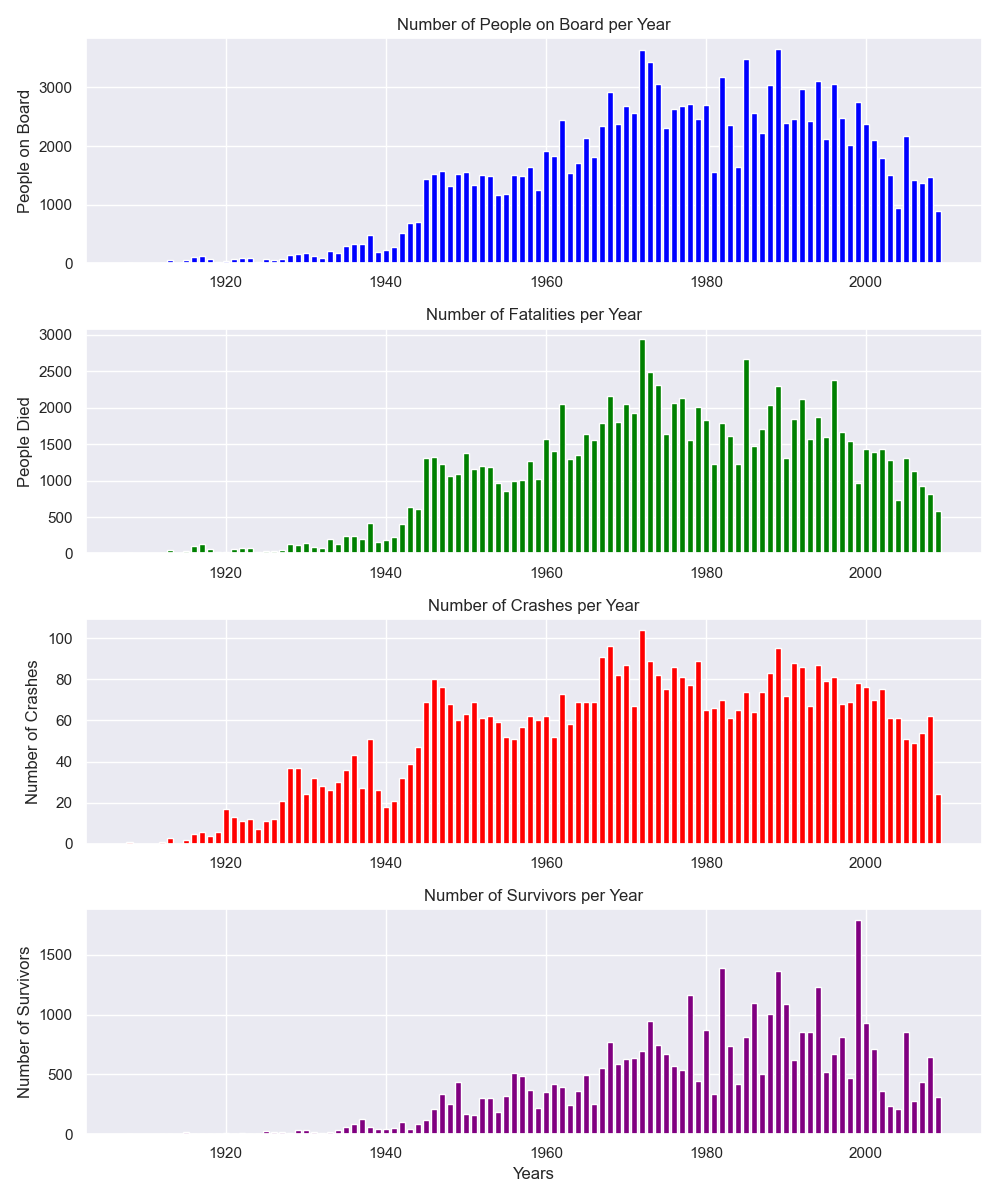 Number of People on Board per Year
People on Board
3000
2000
1000
0
1920 1940 1960 1980 2000
Number of Fatalities per Year
People Died
3000
2500
2000
1500
1000
500
0
1920 1940 1960 1980 2000
Number of Crashes per Year
Number of Crashes
100
80
60
40
20
0
1920 1940 1960 1980 2000
Number of Survivors per Year
Number of Survivors
1500
1000
500
0
1920 1940 1960 1980 2000
Years